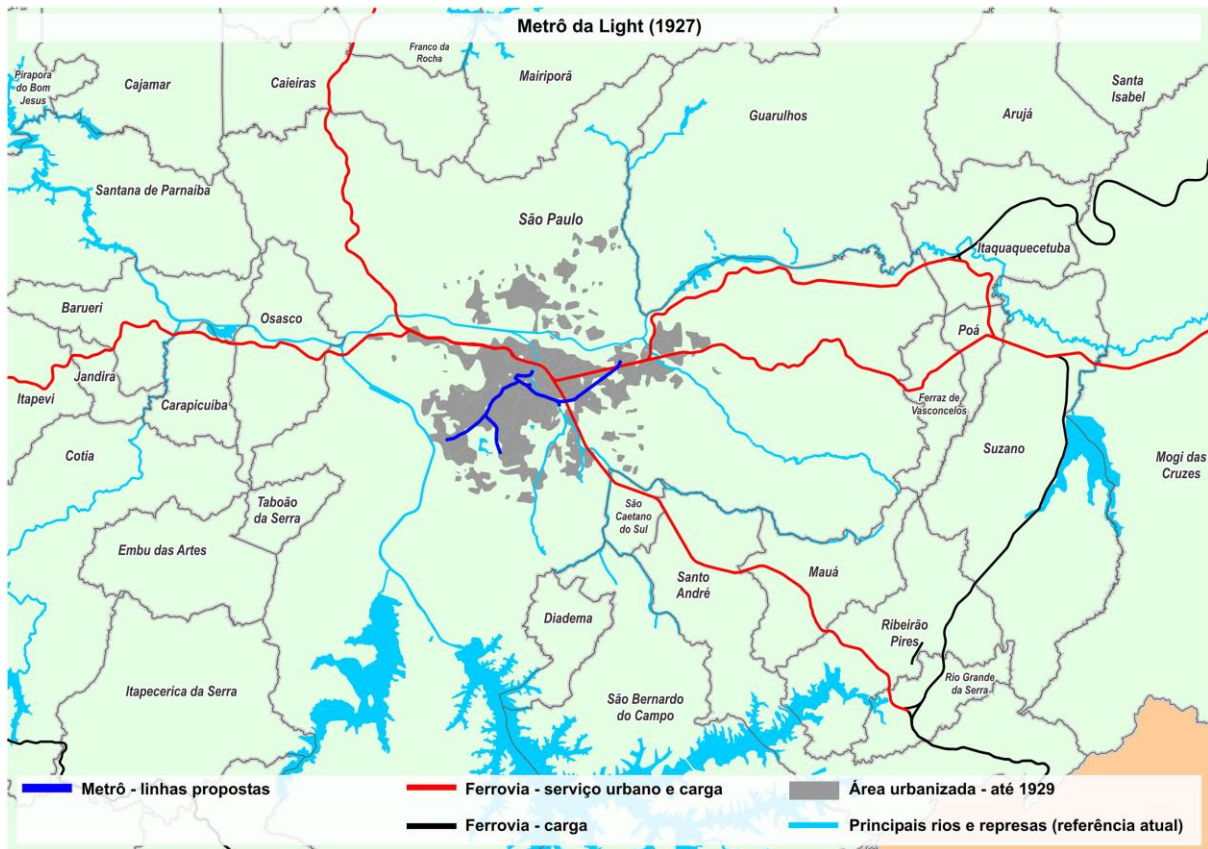 Metrô da Light (1927)
Franco da
Rocha
Mairiporã
Pirapora
do Bom
Jesus
Cajamar
Caieiras
Santa
Isabel
Guarulhos
Arujá
Santana de Parnaíba
São Paulo
Itaquaquecetuba
Barueri
Osasco
Poá
Jandira
Itapevi
Carapicuíba
Ferraz de
Vasconcelos
Cotia
Suzano
Mogi das
Cruzes
Taboão
da Serra
São
Caetano
do Sul
Embu das Artes
Mauá
Santo
André
Diadema
Ribeirão
Pires
Rio Grande
da Serra
Itapecerica da Serra
São Bernardo
do Campo
Metrô - linhas propostas
Ferrovia - serviço urbano e carga
Área urbanizada - até 1929
Ferrovia - carga
Principais rios e represas (referência atual)